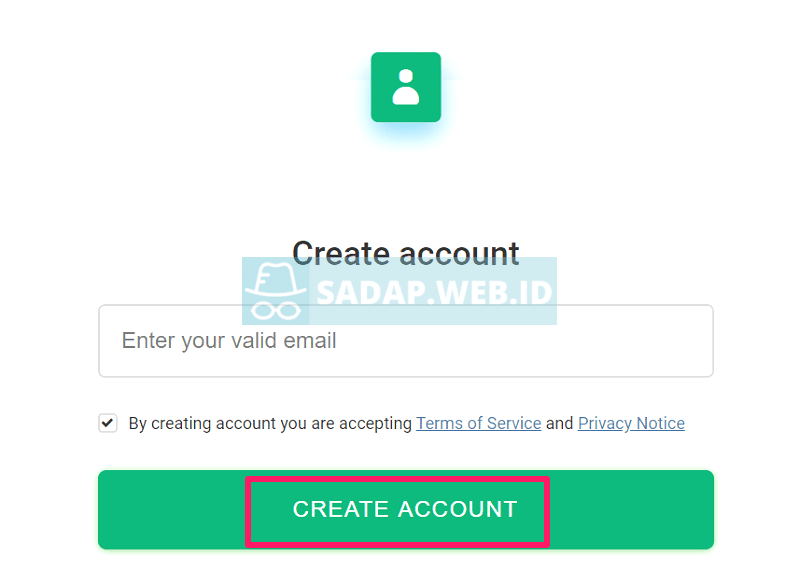 Create account
SADAP.WEB.ID
Enter your valid email
By creating account you are accepting Terms of Service and Privacy Notice
CREATE ACCOUNT